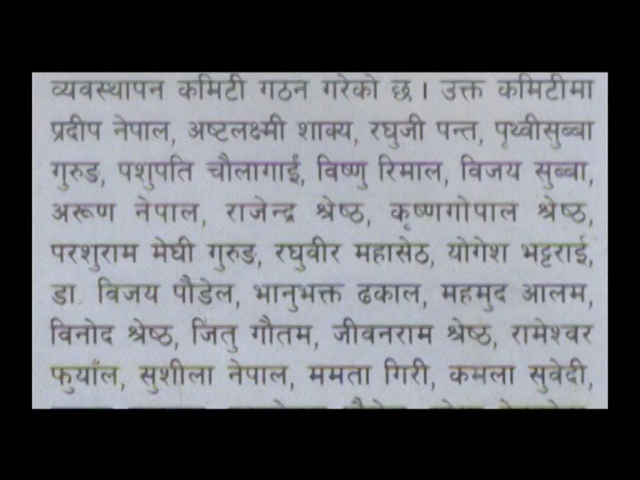 व्यवस्थापन कमिटी गठन गरेको छ । उक्त कमिटीमा
प्रदीप नेपाल, अष्टलक्ष्मी शाक्य, रघुजी पन्त, पृथ्वीसुब्बा
गुरुङ, पशुपति चौलागाई, विष्णु रिमाल, विजय सुब्बा,
अरूण नेपाल, राजेन्द्र श्रेष्ठ, कृष्णगोपाल श्रेष्ठ,
परशुराम मेघी गुरुङ, रघुवीर महासेठ, योगेश भट्टराई,
डा. विजय पौडेल, भानुभक्त ढकाल, महमुद आलम,
विनोद श्रेष्ठ, जितु गौतम, जीवनराम श्रेष्ठ, रामेश्वर
फुयाँल, सुशीला नेपाल, ममता गिरी, कमला सुवेदी,